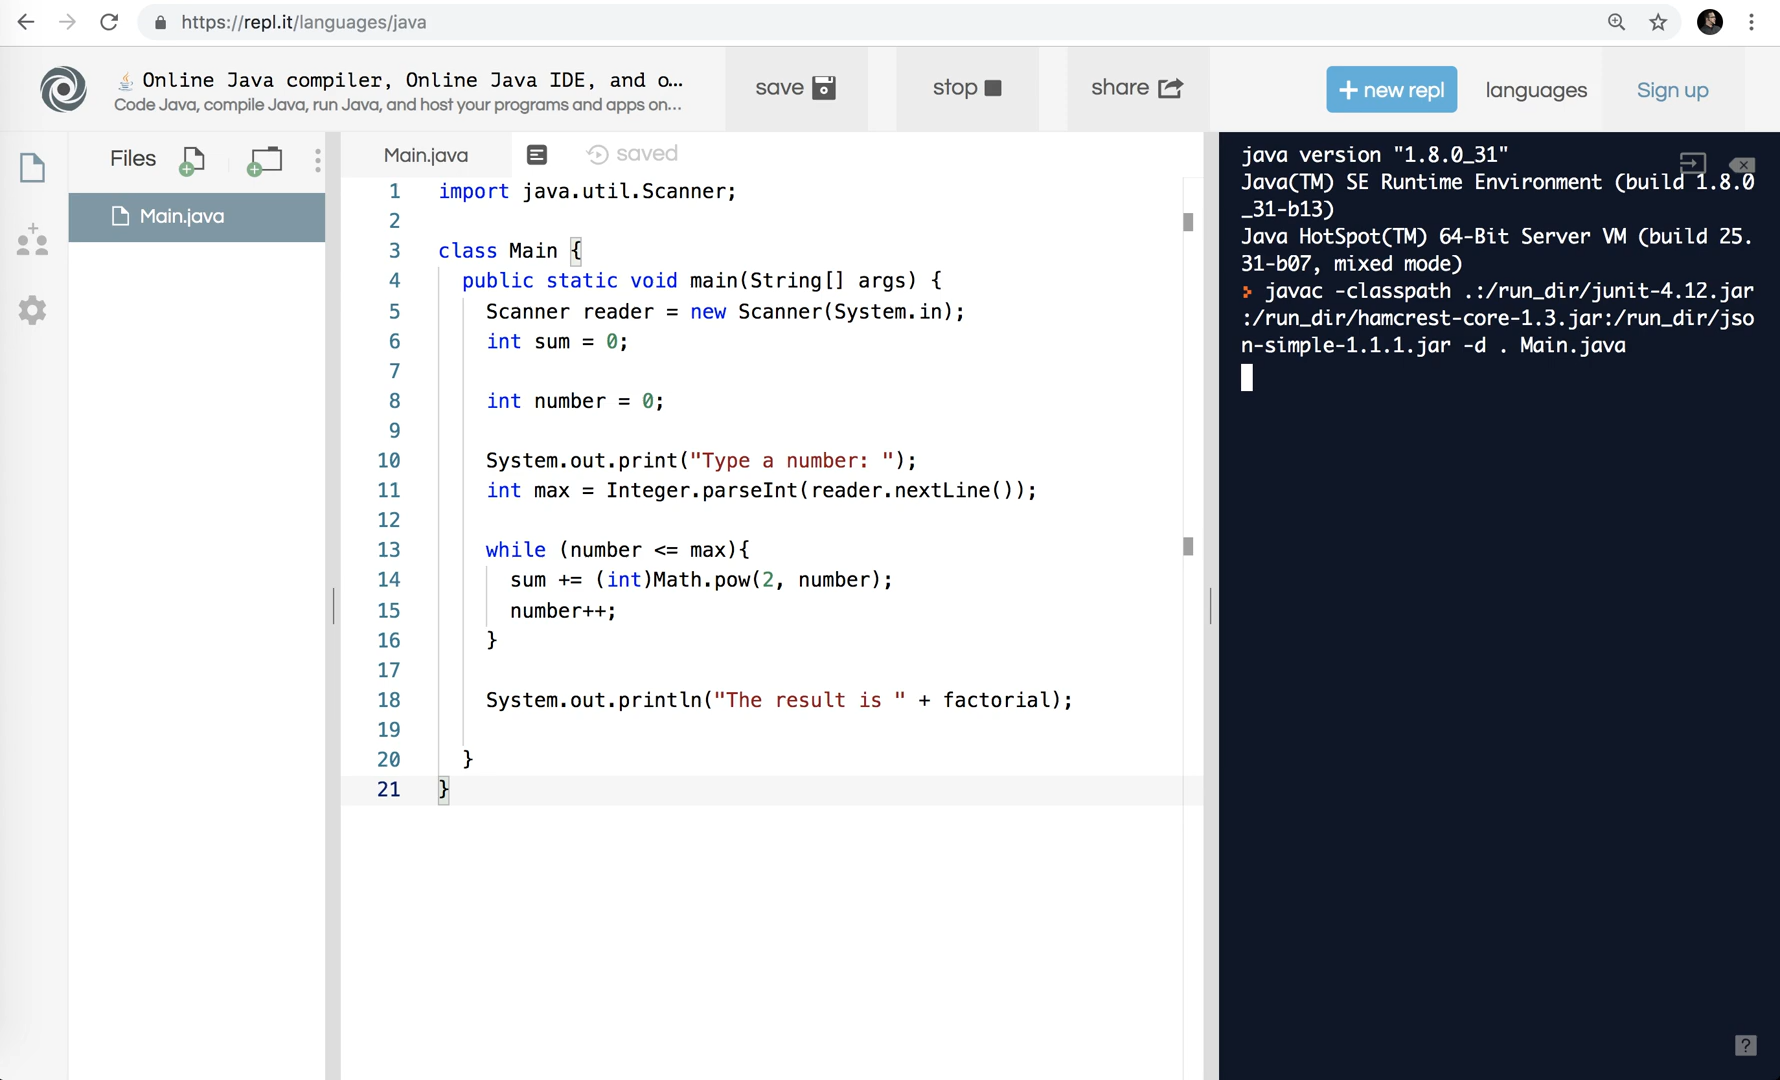 https://repl.it/languages/java
Online Java compiler, Online Java IDE, and o...
Code Java, compile Java, run Java, and host your programs and apps on...
save
stop
share
+ new repl
languages
Sign up
Files
Main.java
Main.java
saved
1 import java.util.Scanner;
2
3 class Main {
4 public static void main(String[] args) {
5 Scanner reader = new Scanner(System.in);
6 int sum = 0;
7
8 int number = 0;
9
10 System.out.print("Type a number: ");
11 int max = Integer.parseInt(reader.nextLine());
12
13 while (number <= max){
14 sum += (int)Math.pow(2, number);
15 number++;
16 }
17
18 System.out.println("The result is " + factorial);
19
20 }
21 }
java version "1.8.0_31"
Java(TM) SE Runtime Environment (build 1.8.0
_31-b13)
Java HotSpot(TM) 64-Bit Server VM (build 25.
31-b07, mixed mode)
javac -classpath .:/run_dir/junit-4.12.jar
:/run_dir/hamcrest-core-1.3.jar:/run_dir/jso
n-simple-1.1.1.jar -d . Main.java
?